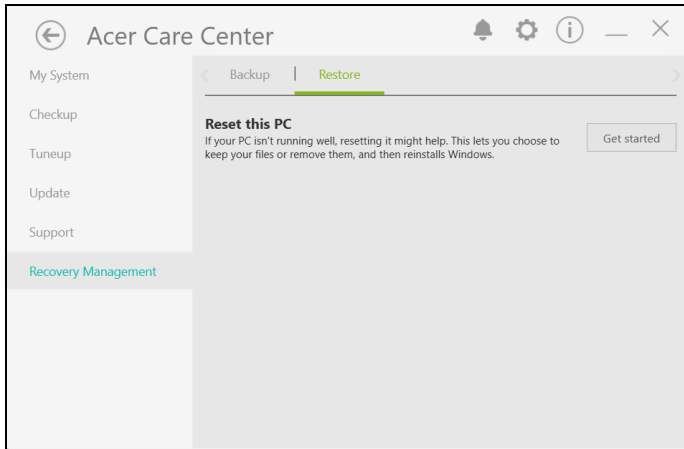 Acer Care Center
My System
Backup
Restore
Checkup
Reset this PC
If your PC isn't running well, resetting it might help. This lets you choose to
keep your files or remove them, and then reinstalls Windows.
Get started
Tuneup
Update
Support
Recovery Management